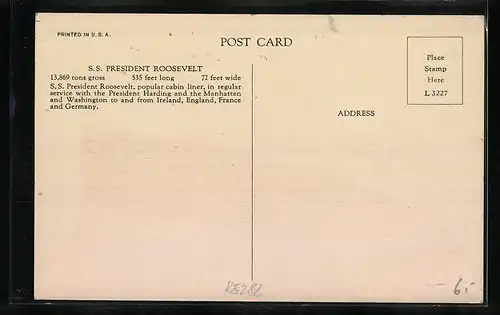 PRINTED IN U.S.A.
POST CARD
S.S. PRESIDENT ROOSEVELT
13,869 tons gross 535 feet long 72 feet wide
S.S. President Roosevelt, popular cabin liner, in regular
service with the President Harding and the Manhattan
and Washington to and from Ireland, England, France
and Germany.
Place
Stamp
Here
L 3227
ADDRESS
6,-